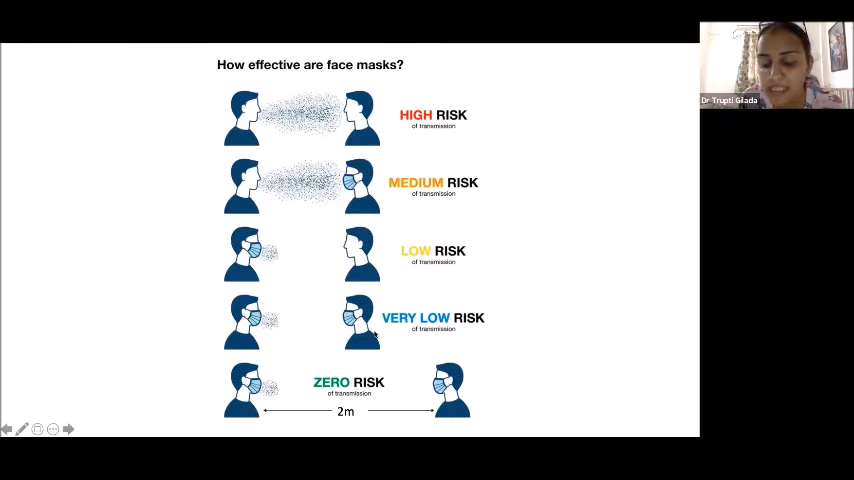 How effective are face masks?
HIGH RISK
of transmission
MEDIUM RISK
of transmission
LOW RISK
of transmission
VERY LOW RISK
of transmission
ZERO RISK
of transmission
2m
Dr Trupti Gilada